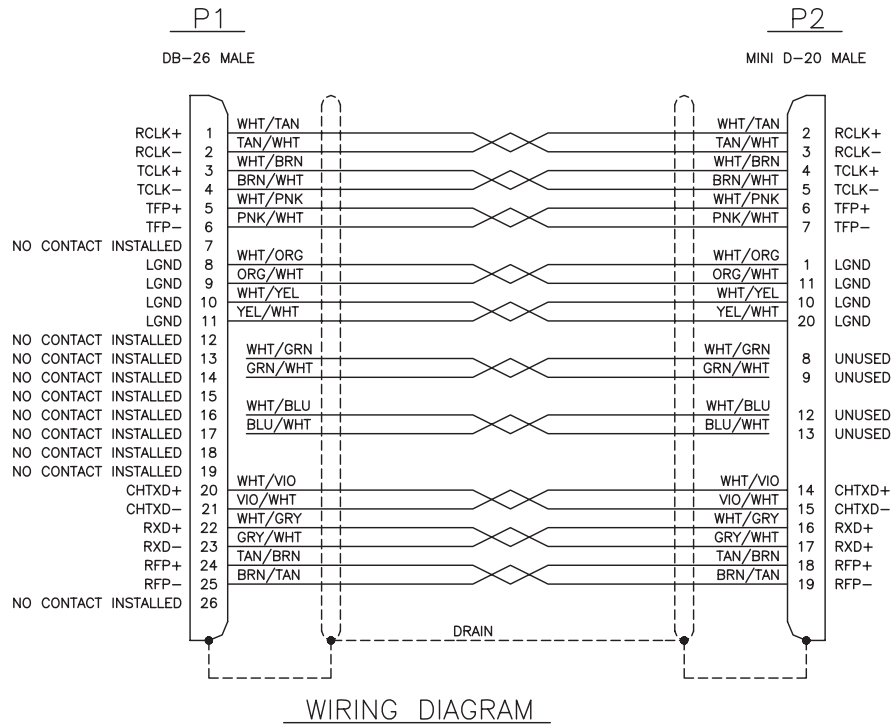 P1 P2
DB-26 MALE MINI D-20 MALE
RCLK+ 1 WHT/TAN WHT/TAN 2 RCLK+
RCLK- 2 TAN/WHT TAN/WHT 3 RCLK-
TCLK+ 3 WHT/BRN WHT/BRN 4 TCLK+
TCLK- 4 BRN/WHT BRN/WHT 5 TCLK-
TFP+ 5 WHT/PNK WHT/PNK 6 TFP+
TFP- 6 PNK/WHT PNK/WHT 7 TFP-
NO CONTACT INSTALLED 7
LGND 8 WHT/ORG WHT/ORG 1 LGND
LGND 9 ORG/WHT ORG/WHT 11 LGND
LGND 10 WHT/YEL WHT/YEL 10 LGND
LGND 11 YEL/WHT YEL/WHT 20 LGND
NO CONTACT INSTALLED 12
NO CONTACT INSTALLED 13 WHT/GRN WHT/GRN 8 UNUSED
NO CONTACT INSTALLED 14 GRN/WHT GRN/WHT 9 UNUSED
NO CONTACT INSTALLED 15
NO CONTACT INSTALLED 16 WHT/BLU WHT/BLU 12 UNUSED
NO CONTACT INSTALLED 17 BLU/WHT BLU/WHT 13 UNUSED
NO CONTACT INSTALLED 18
NO CONTACT INSTALLED 19
CHTXD+ 20 WHT/VIO WHT/VIO 14 CHTXD+
CHTXD- 21 VIO/WHT VIO/WHT 15 CHTXD-
RXD+ 22 WHT/GRY WHT/GRY 16 RXD+
RXD- 23 GRY/WHT GRY/WHT 17 RXD+
RFP+ 24 TAN/BRN TAN/BRN 18 RFP+
RFP- 25 BRN/TAN BRN/TAN 19 RFP-
NO CONTACT INSTALLED 26
DRAIN
WIRING DIAGRAM